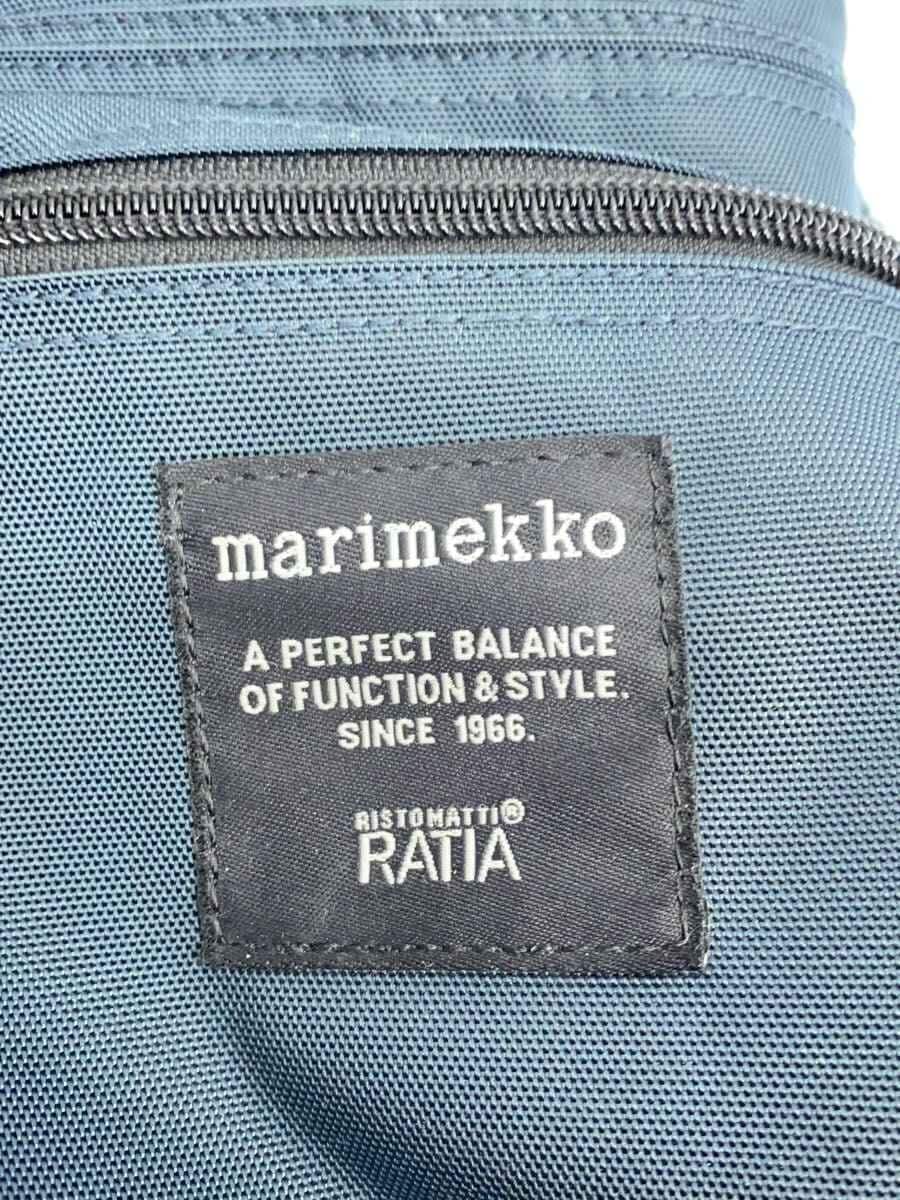 marimekko
A PERFECT BALANCE
OF FUNCTION & STYLE.
SINCE 1966.
RISTOMATTI®
RATIA